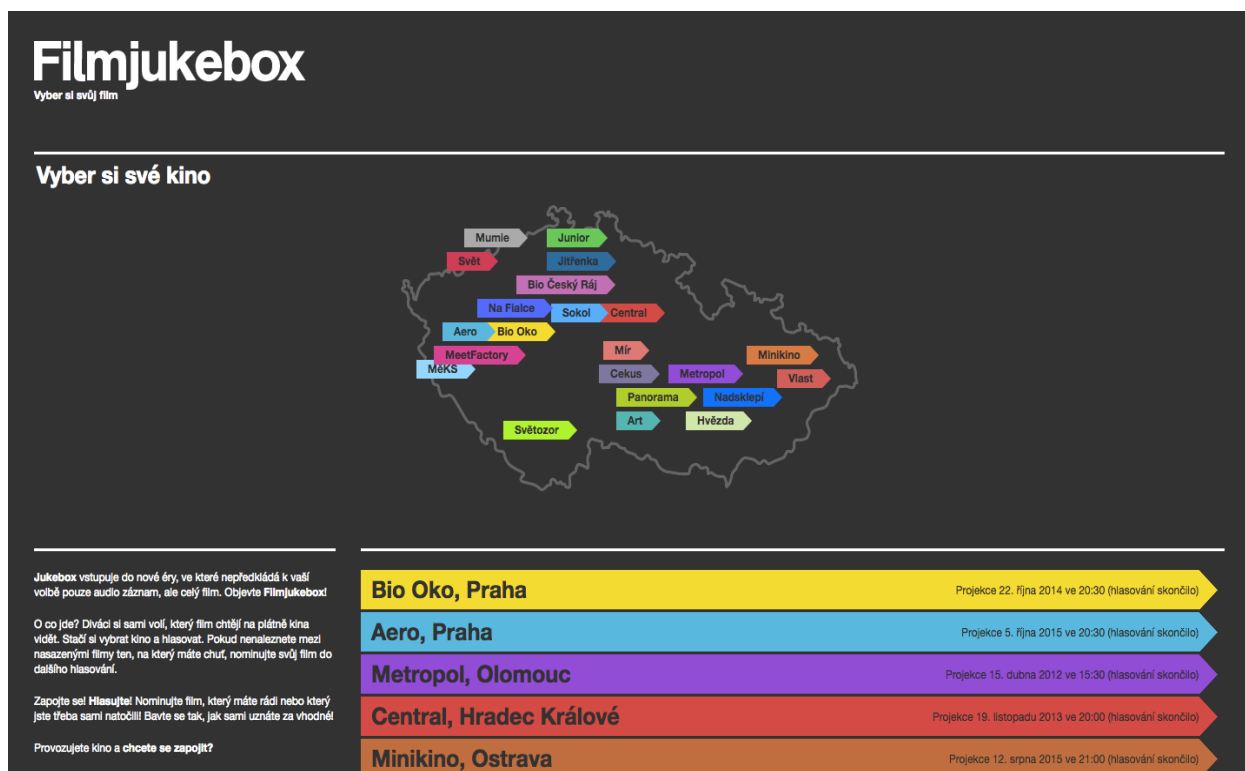 Filmjukebox
Vyber si svůj film
Vyber si své kino
Mumie
Junior
Svět
Jitřenka
Bio Český Ráj
Na Fialce
Sokol
Central
Aero
Bio Oko
MeetFactory
MěKS
Mír
Minikino
Cekus
Metropol
Vlast
Panorama
Nadsklepí
Art
Hvězda
Světozor
Jukebox vstupuje do nové éry, ve které nepředkládá k vaší
volbě pouze audio záznam, ale celý film. Objevte Filmjukebox!
O co jde? Diváci si sami volí, který film chtějí na plátně kina
vidět. Stačí si vybrat kino a hlasovat. Pokud nenaleznete mezi
nasazenými filmy ten, na který máte chuť, nominujte svůj film do
dalšího hlasování.
Zapojte se! Hlasujte! Nominujte film, který máte rádi nebo který
jste třeba sami natočili! Bavte se tak, jak sami uznáte za vhodné!
Provozujete kino a chcete se zapojit?
Bio Oko, Praha
Projekce 22. října 2014 ve 20:30 (hlasování skončilo)
Aero, Praha
Projekce 5. října 2015 ve 20:30 (hlasování skončilo)
Metropol, Olomouc
Projekce 15. dubna 2012 ve 15:30 (hlasování skončilo)
Central, Hradec Králové
Projekce 19. listopadu 2013 ve 20:00 (hlasování skončilo)
Minikino, Ostrava
Projekce 12. srpna 2015 ve 21:00 (hlasování skončilo)